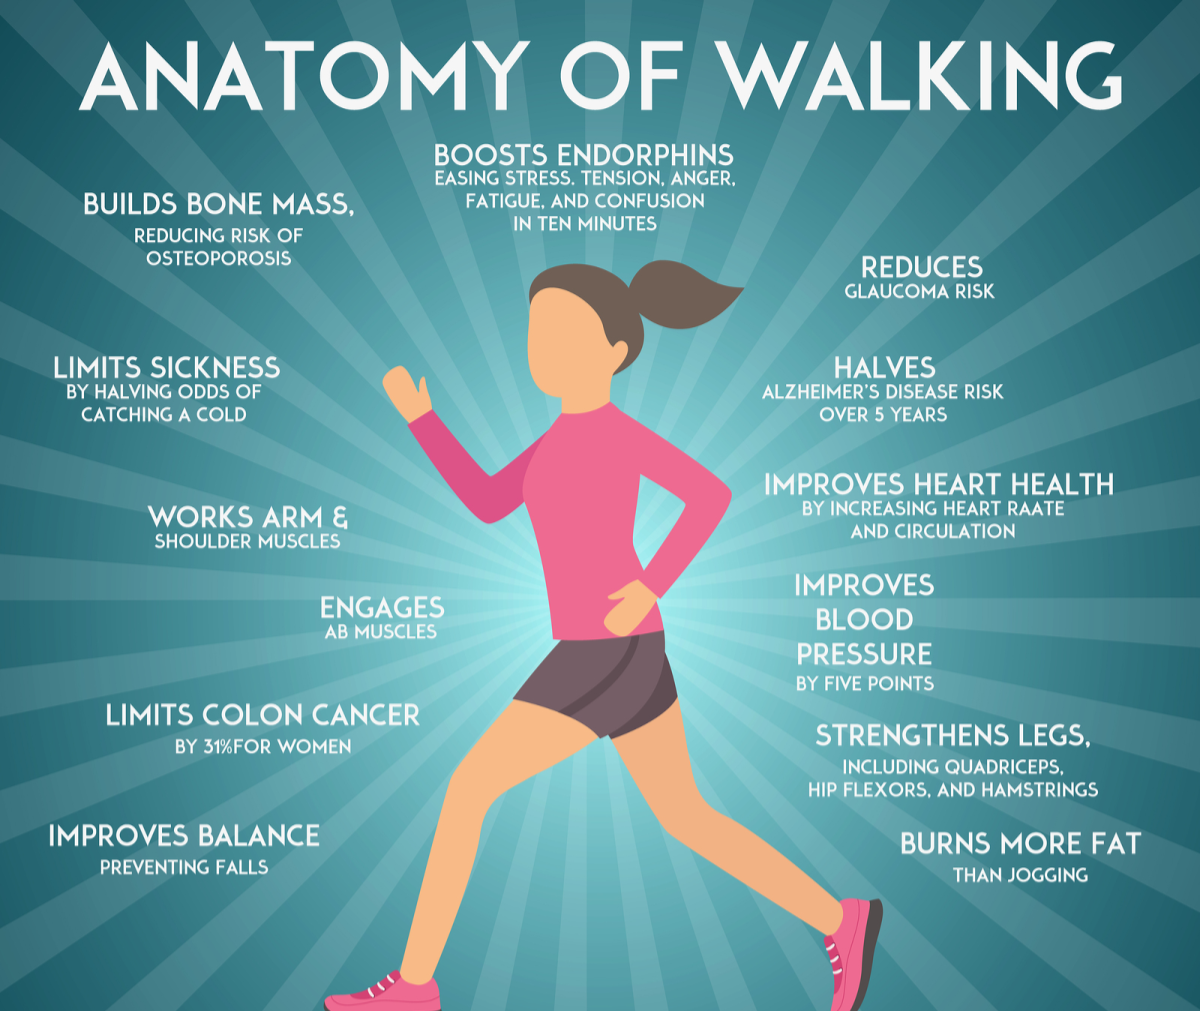 ANATOMY OF WALKING
BOOSTS ENDORPHINS
EASING STRESS. TENSION, ANGER,
FATIGUE, AND CONFUSION
IN TEN MINUTES
BUILDS BONE MASS,
REDUCING RISK OF
OSTEOPOROSIS
REDUCES
GLAUCOMA RISK
LIMITS SICKNESS
BY HALVING ODDS OF
CATCHING A COLD
HALVES
ALZHEIMER'S DISEASE RISK
OVER 5 YEARS
IMPROVES HEART HEALTH
BY INCREASING HEART RAATE
AND CIRCULATION
WORKS ARM &
SHOULDER MUSCLES
IMPROVES
BLOOD
PRESSURE
BY FIVE POINTS
ENGAGES
AB MUSCLES
LIMITS COLON CANCER
BY 31%FOR WOMEN
STRENGTHENS LEGS,
INCLUDING QUADRICEPS,
HIP FLEXORS, AND HAMSTRINGS
IMPROVES BALANCE
PREVENTING FALLS
BURNS MORE FAT
THAN JOGGING